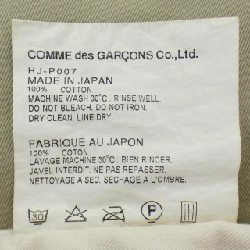 COMME des GARÇONS Co.,Ltd.
HJ-P007
MADE IN JAPAN
100% COTTON
MACHINE WASH 30°C. RINSE WELL.
DO NOT BLEACH. DO NOT IRON.
DRY CLEAN. LINE DRY.
FABRIQUE AU JAPON
100% COTON
LAVAGE MACHINE 30°C. BIEN RINCER.
JAVEL INTERDIT. NE PAS REPASSER.
NETTOYAGE A SEC. SECHAGE A L'OMBRE.
30 P